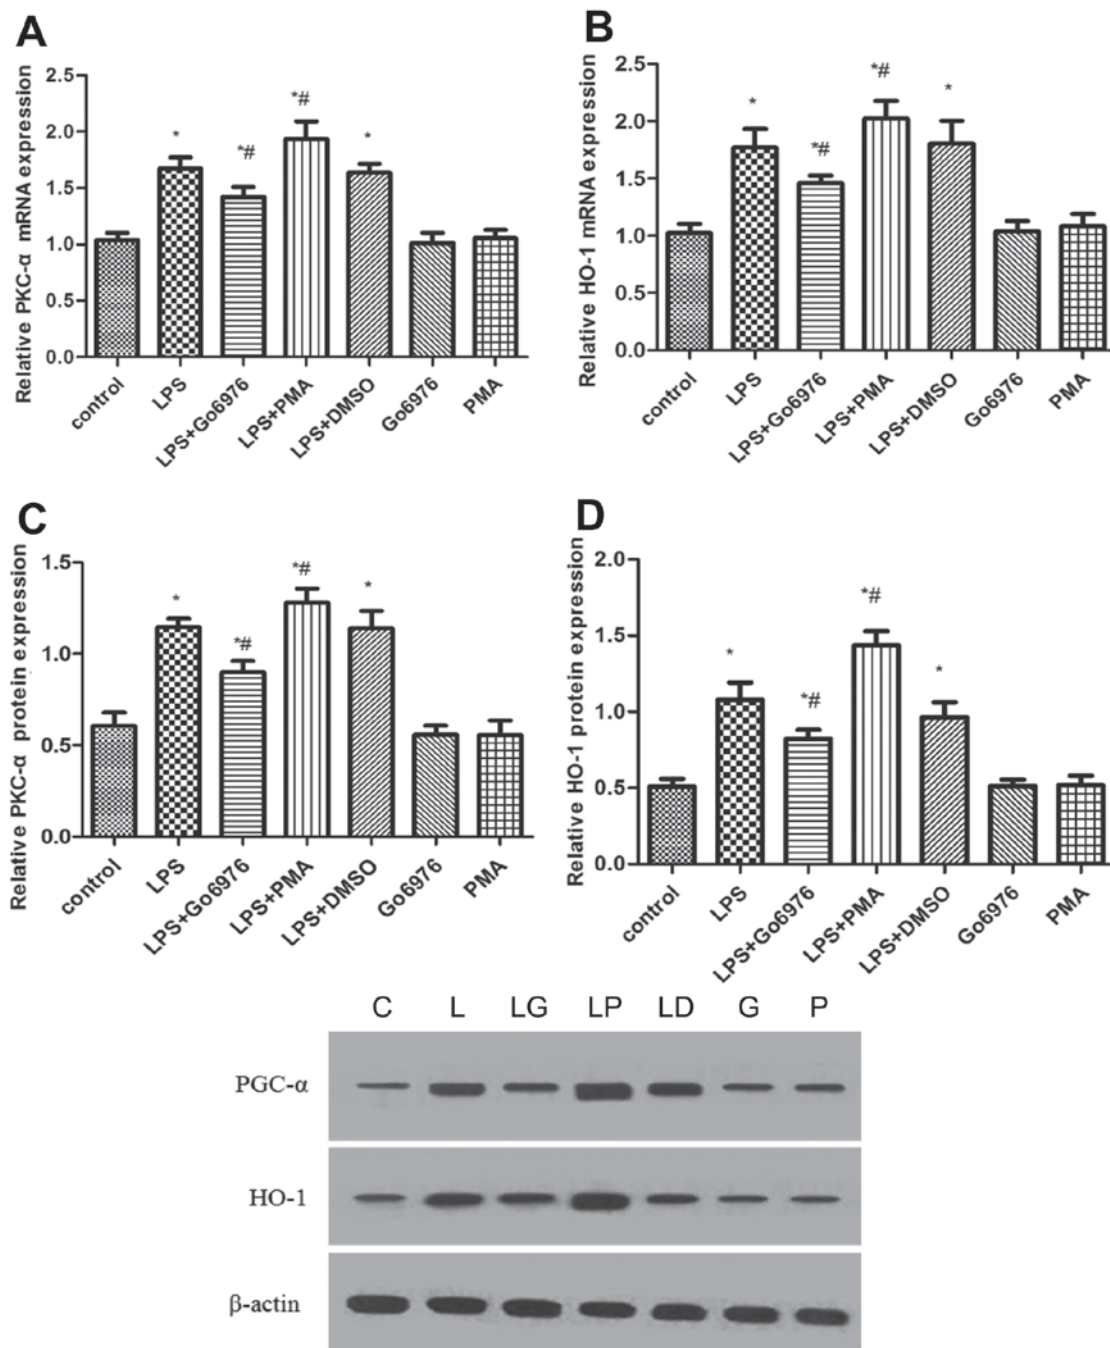 A
Relative PKC-α mRNA expression
2.5
2.0
1.5
1.0
0.5
0.0
*
*#
*#
*
control
LPS
LPS+Go6976
LPS+PMA
LPS+DMSO
Go6976
PMA
B
Relative HO-1 mRNA expression
2.5
2.0
1.5
1.0
0.5
0.0
*
*#
*#
*
control
LPS
LPS+Go6976
LPS+PMA
LPS+DMSO
Go6976
PMA
C
Relative PKC-α protein expression
1.5
1.0
0.5
0.0
*
*#
*#
*
control
LPS
LPS+Go6976
LPS+PMA
LPS+DMSO
Go6976
PMA
D
Relative HO-1 protein expression
2.0
1.5
1.0
0.5
0.0
*
*#
*#
*
control
LPS
LPS+Go6976
LPS+PMA
LPS+DMSO
Go6976
PMA
C L LG LP LD G P
PGC-α
HO-1
β-actin